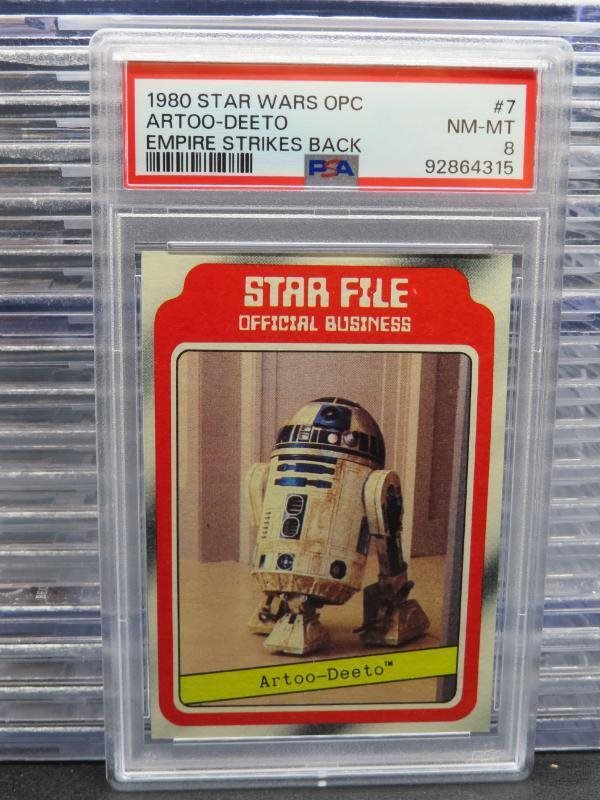 1980 STAR WARS OPC #7
ARTOO-DEETO NM-MT
EMPIRE STRIKES BACK 8
PSA 92864315
STAR FILE
OFFICIAL BUSINESS
Artoo-Deeto™